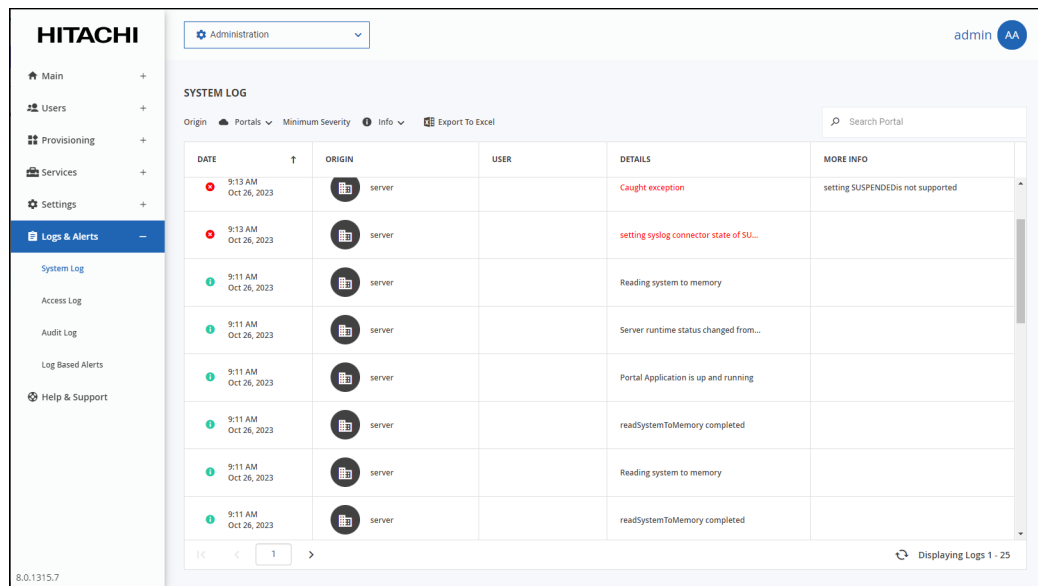 HITACHI
Administration
admin AA
Main
Users
Provisioning
Services
Settings
Logs & Alerts
System Log
Access Log
Audit Log
Log Based Alerts
Help & Support
8.0.1315.7
SYSTEM LOG
Origin Portals Minimum Severity Info Export To Excel
Search Portal
DATE ORIGIN USER DETAILS MORE INFO
9:13 AM
Oct 26, 2023 server Caught exception setting SUSPENDEDis not supported
9:13 AM
Oct 26, 2023 server setting syslog connector state of SU...
9:11 AM
Oct 26, 2023 server Reading system to memory
9:11 AM
Oct 26, 2023 server Server runtime status changed from...
9:11 AM
Oct 26, 2023 server Portal Application is up and running
9:11 AM
Oct 26, 2023 server readSystemToMemory completed
9:11 AM
Oct 26, 2023 server Reading system to memory
9:11 AM
Oct 26, 2023 server readSystemToMemory completed
1
Displaying Logs 1 - 25